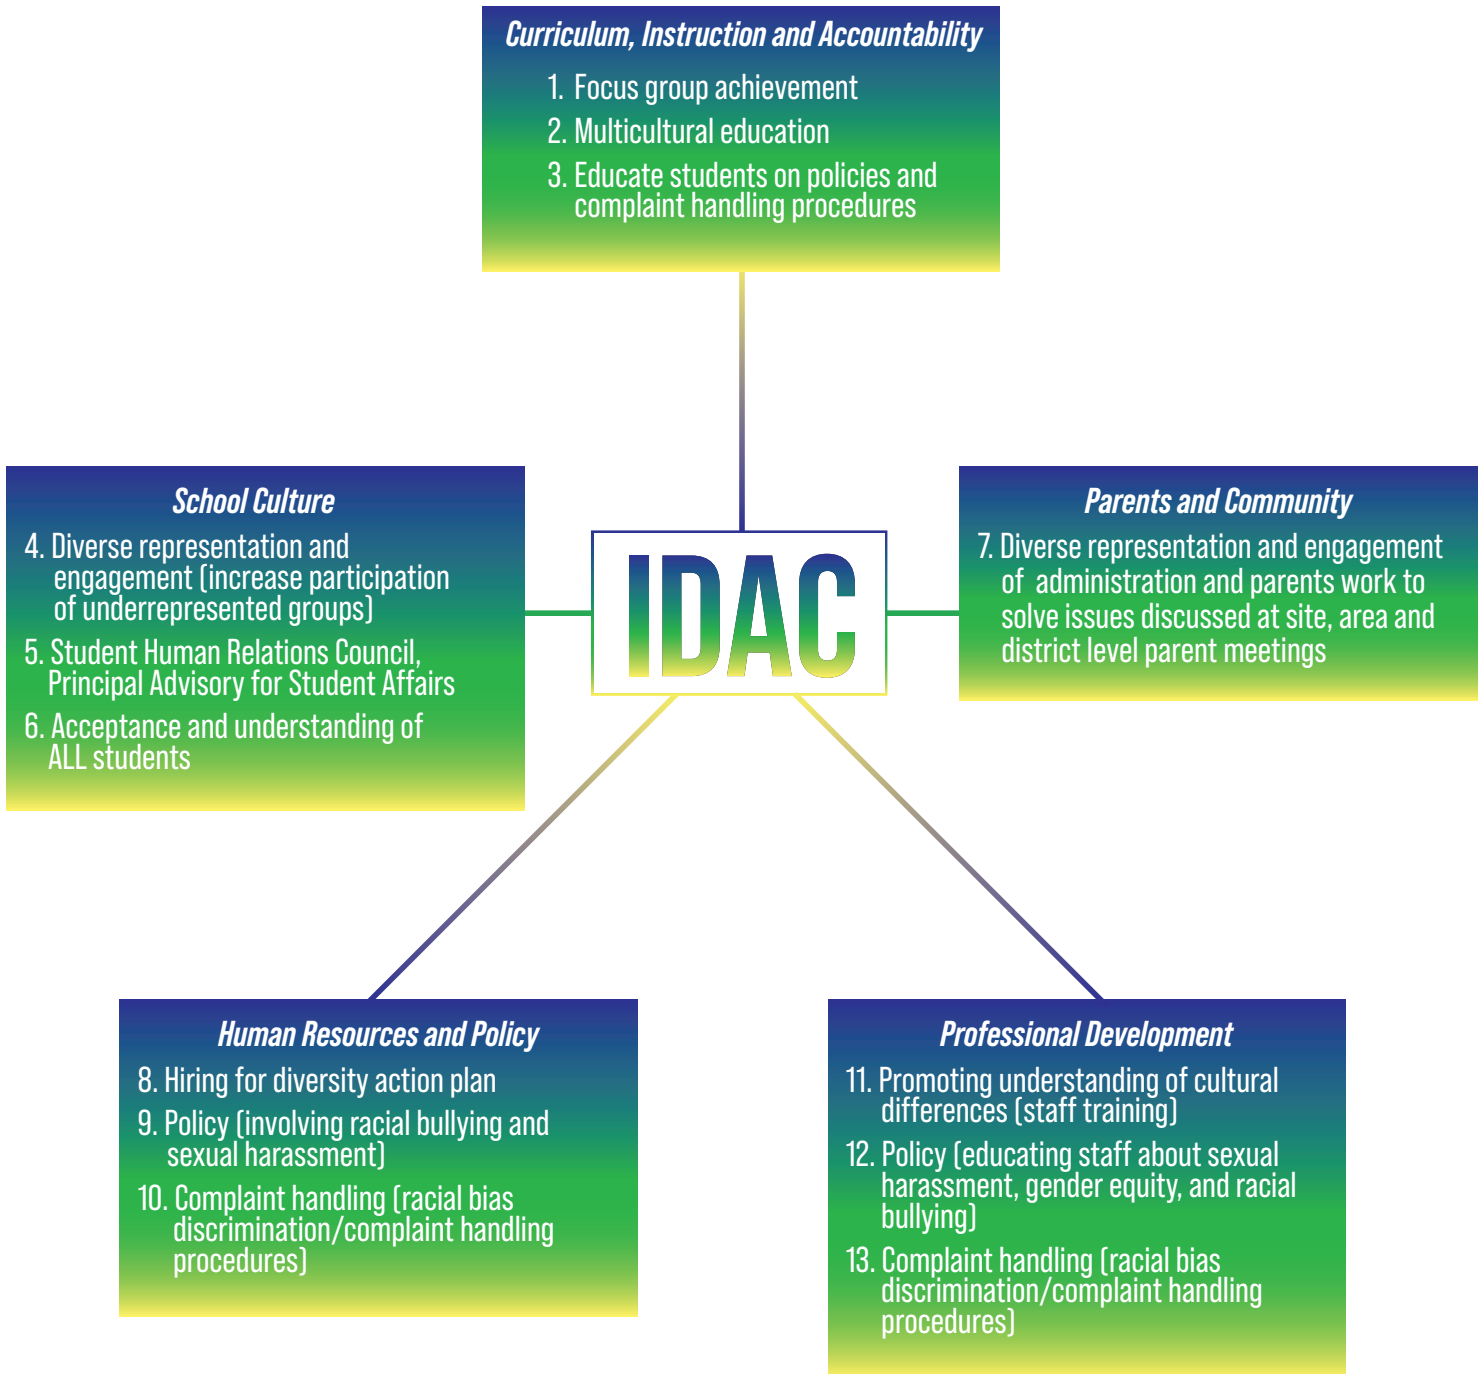 Curriculum, Instruction and Accountability
1. Focus group achievement
2. Multicultural education
3. Educate students on policies and
complaint handling procedures
School Culture
4. Diverse representation and
engagement (increase participation
of underrepresented groups)
5. Student Human Relations Council,
Principal Advisory for Student Affairs
6. Acceptance and understanding of
ALL students
IDAC
Parents and Community
7. Diverse representation and engagement
of administration and parents work to
solve issues discussed at site, area and
district level parent meetings
Human Resources and Policy
8. Hiring for diversity action plan
9. Policy (involving racial bullying and
sexual harassment)
10. Complaint handling (racial bias
discrimination/complaint handling
procedures)
Professional Development
11. Promoting understanding of cultural
differences (staff training)
12. Policy (educating staff about sexual
harassment, gender equity, and racial
bullying)
13. Complaint handling (racial bias
discrimination/complaint handling
procedures)